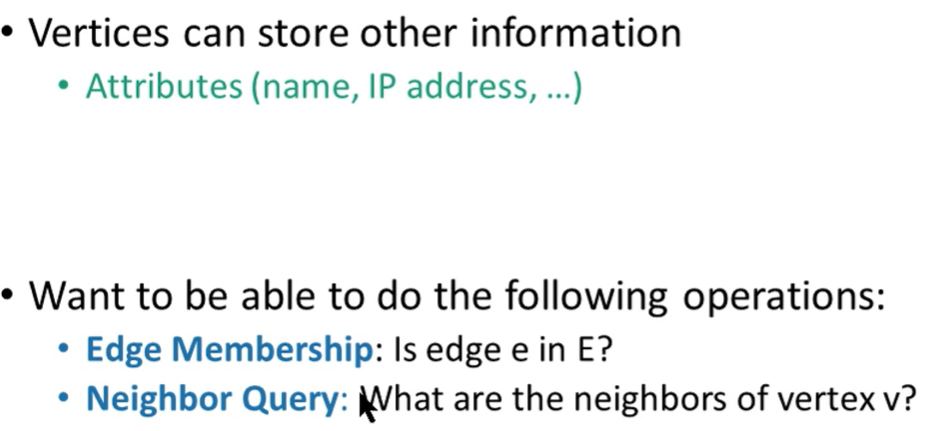 • Vertices can store other information
• Attributes (name, IP address, ...)
• Want to be able to do the following operations:
• Edge Membership: Is edge e in E?
• Neighbor Query: What are the neighbors of vertex v?